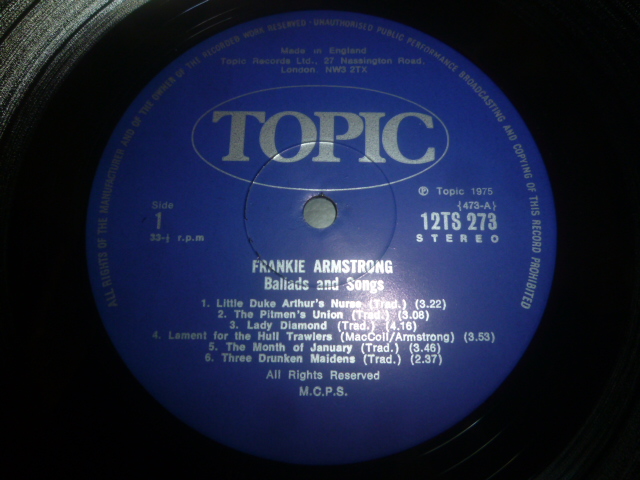 ALL RIGHTS OF THE MANUFACTURER AND OF THE OWNER OF THE RECORDED WORK RESERVED · UNAUTHORISED PUBLIC PERFORMANCE BROADCASTING AND COPYING OF THIS RECORD PROHIBITED
Made in England
Topic Records Ltd., 27 Nassington Road.
London. NW3 2TX
TOPIC
℗ Topic 1975
Side
1
33-⅓ r.p.m
{473-A}
12TS 273
STEREO
FRANKIE ARMSTRONG
Ballads and Songs
1. Little Duke Arthur's Nurse (Trad.) (3.22)
2. The Pitmen's Union (Trad.) (3.08)
3. Lady Diamond (Trad.) (4.16)
4. Lament for the Hull Trawlers (MacColl/Armstrong) (3.53)
5. The Month of January (Trad.) (3.46)
6. Three Drunken Maidens (Trad.) (2.37)
All Rights Reserved
M.C.P.S.